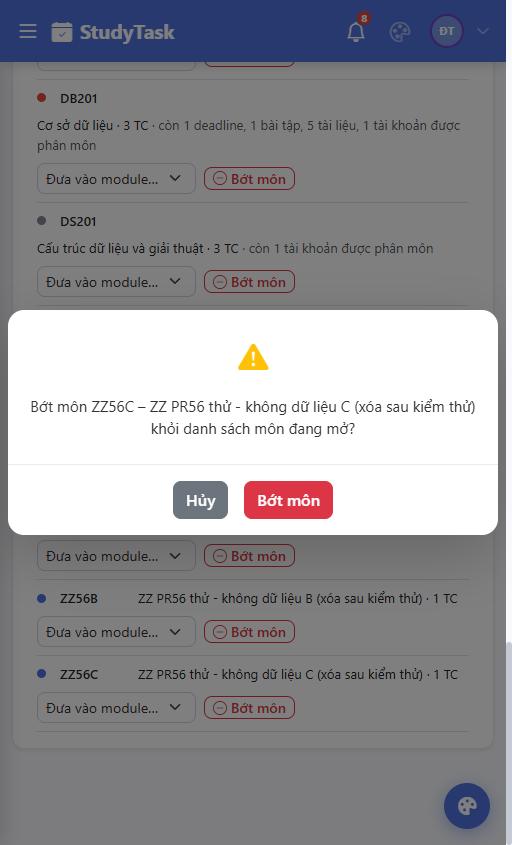 StudyTask
8
ĐT
DB201
Cơ sở dữ liệu · 3 TC · còn 1 deadline, 1 bài tập, 5 tài liệu, 1 tài khoản được
phân môn
Đưa vào module... Bớt môn
DS201
Cấu trúc dữ liệu và giải thuật · 3 TC · còn 1 tài khoản được phân môn
Đưa vào module... Bớt môn
Bớt môn ZZ56C – ZZ PR56 thử - không dữ liệu C (xóa sau kiểm thử)
khỏi danh sách môn đang mở?
Hủy Bớt môn
Đưa vào module... Bớt môn
ZZ56B ZZ PR56 thử - không dữ liệu B (xóa sau kiểm thử) · 1 TC
Đưa vào module... Bớt môn
ZZ56C ZZ PR56 thử - không dữ liệu C (xóa sau kiểm thử) · 1 TC
Đưa vào module... Bớt môn